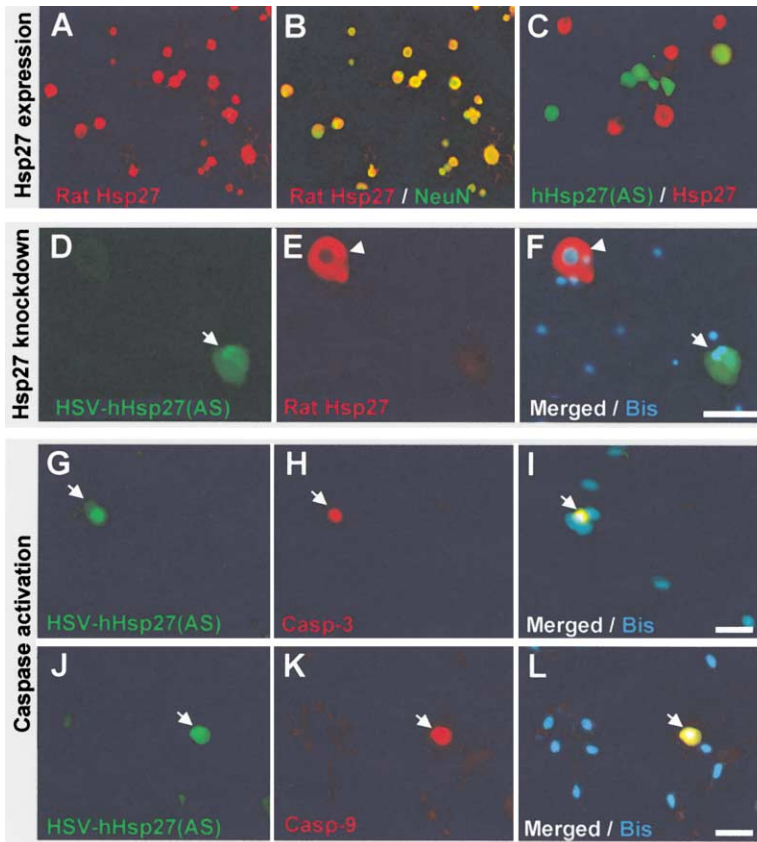 Hsp27 expression
A
Rat Hsp27
B
Rat Hsp27 / NeuN
C
hHsp27(AS) / Hsp27
Hsp27 knockdown
D
HSV-hHsp27(AS)
E
Rat Hsp27
F
Merged / Bis
Caspase activation
G
HSV-hHsp27(AS)
H
Casp-3
I
Merged / Bis
J
HSV-hHsp27(AS)
K
Casp-9
L
Merged / Bis